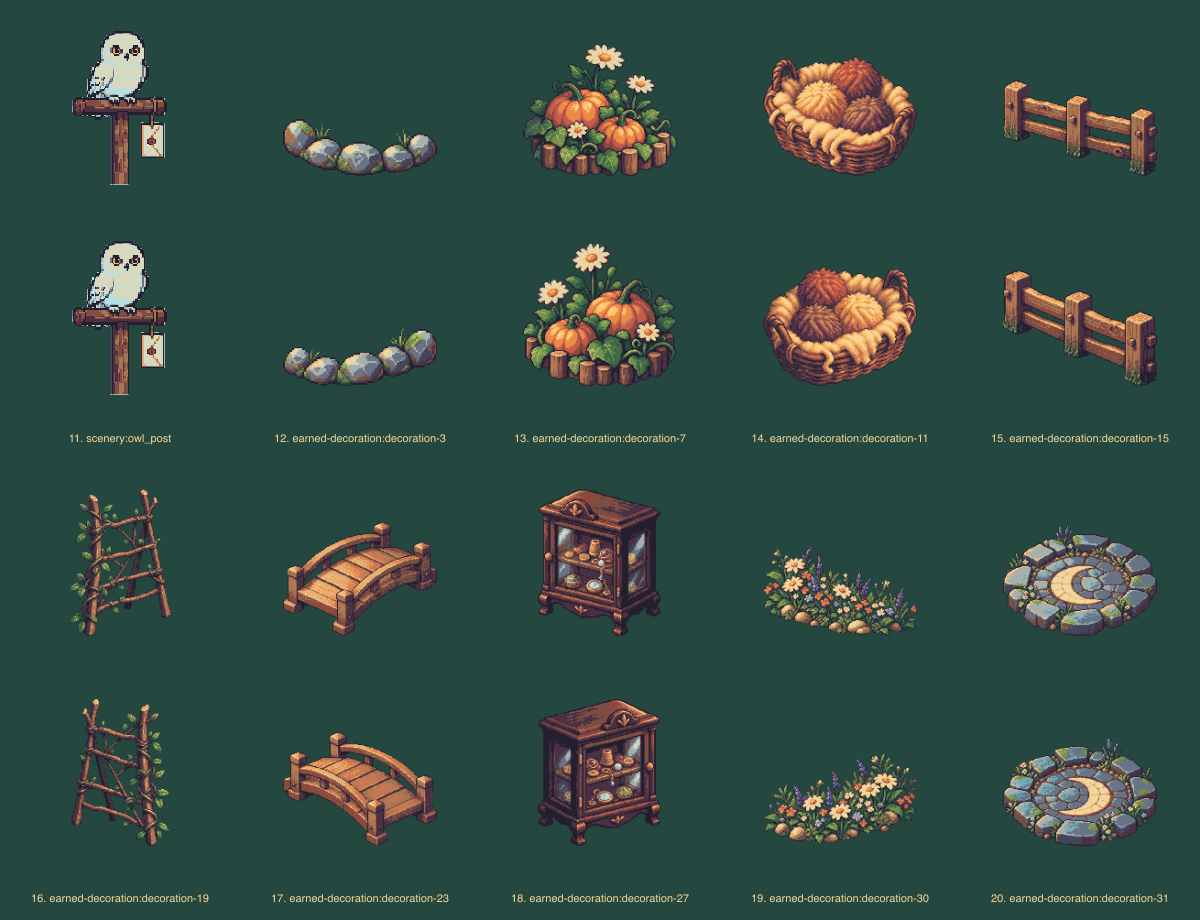 11. scenery:owl_post
12. earned-decoration:decoration-3
13. earned-decoration:decoration-7
14. earned-decoration:decoration-11
15. earned-decoration:decoration-15
16. earned-decoration:decoration-19
17. earned-decoration:decoration-23
18. earned-decoration:decoration-27
19. earned-decoration:decoration-30
20. earned-decoration:decoration-31